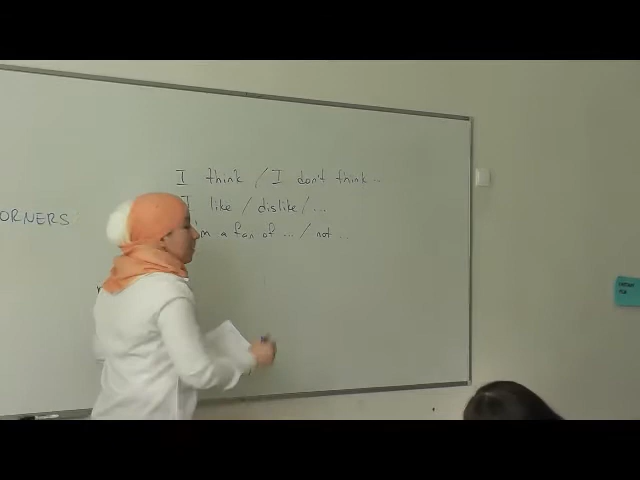 I think / I don't think ..
I like / dislike / ...
ORNERS
'm a fan of ... / not ...